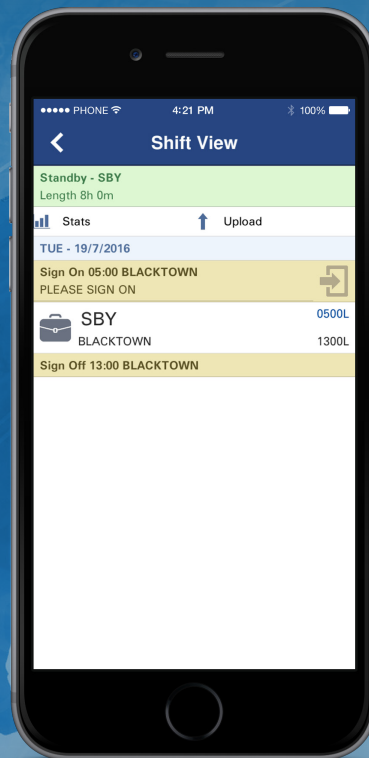 PHONE 4:21 PM 100%
Shift View
Standby - SBY
Length 8h 0m
Stats Upload
TUE - 19/7/2016
Sign On 05:00 BLACKTOWN
PLEASE SIGN ON
SBY 0500L
BLACKTOWN 1300L
Sign Off 13:00 BLACKTOWN